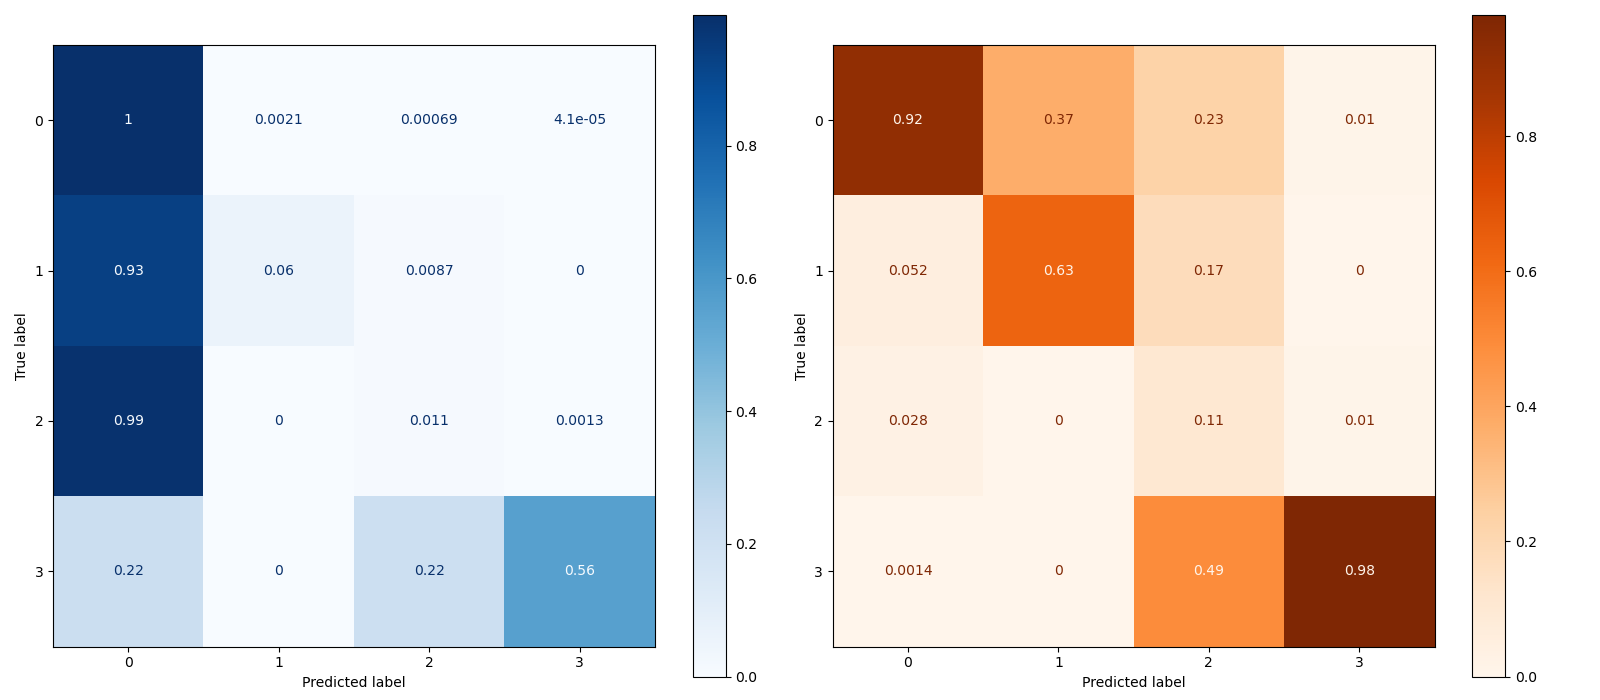 0 1 0.0021 0.00069 4.1e-05
1 0.93 0.06 0.0087 0
2 0.99 0 0.011 0.0013
3 0.22 0 0.22 0.56
0 1 2 3
True label
Predicted label
0.8
0.6
0.4
0.2
0.0
0 0.92 0.37 0.23 0.01
1 0.052 0.63 0.17 0
2 0.028 0 0.11 0.01
3 0.0014 0 0.49 0.98
0 1 2 3
True label
Predicted label
0.8
0.6
0.4
0.2
0.0